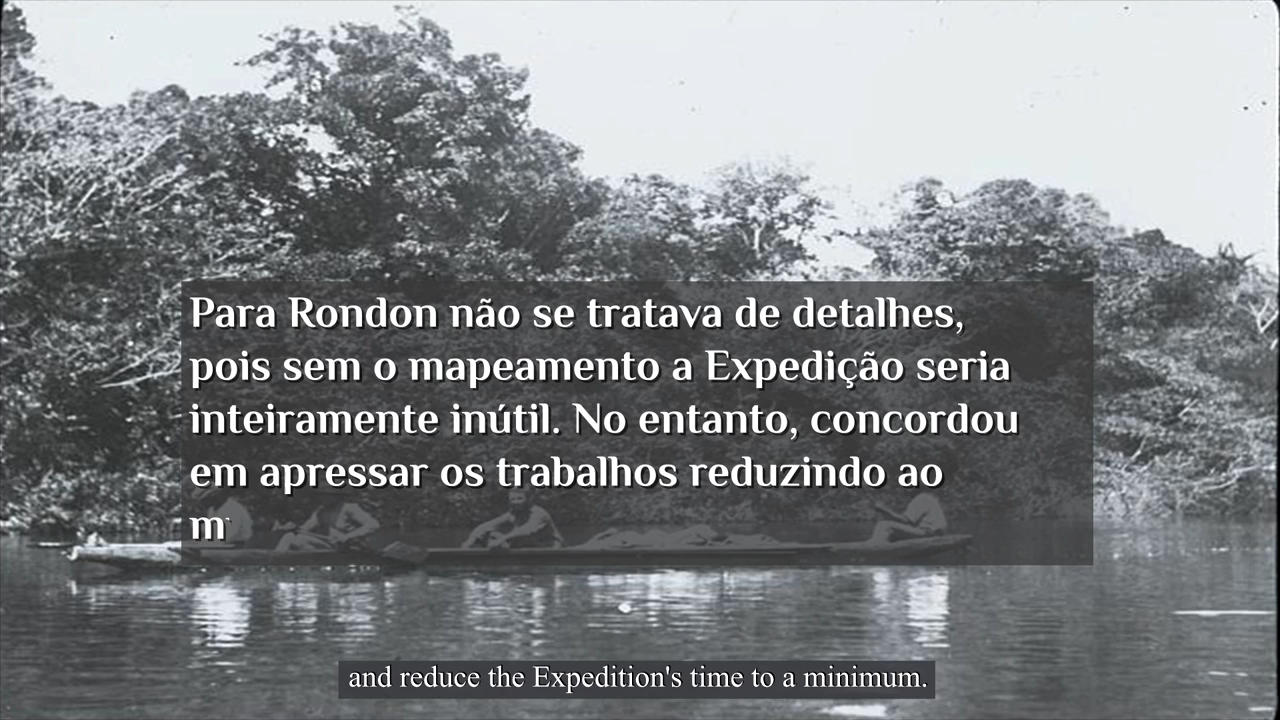 Para Rondon não se tratava de detalhes,
pois sem o mapeamento a Expedição seria
inteiramente inútil. No entanto, concordou
em apressar os trabalhos reduzindo ao
m
and reduce the Expedition's time to a minimum.